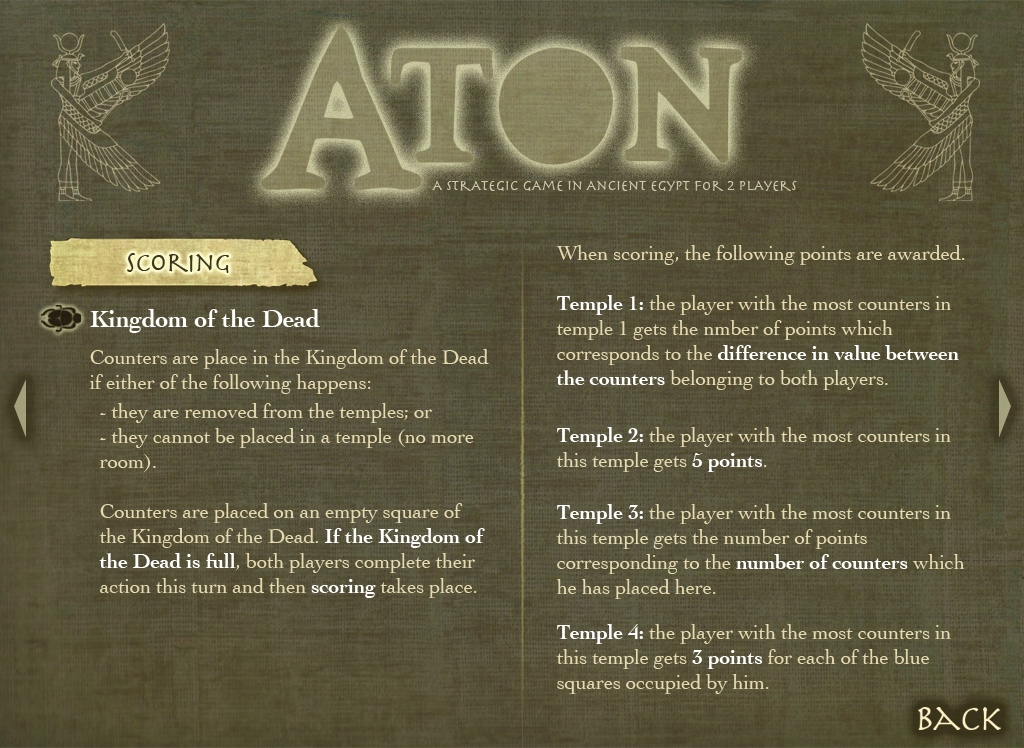 ATON
A STRATEGIC GAME IN ANCIENT EGYPT FOR 2 PLAYERS
SCORING
Kingdom of the Dead
Counters are place in the Kingdom of the Dead
if either of the following happens:
- they are removed from the temples; or
- they cannot be placed in a temple (no more
room).
Counters are placed on an empty square of
the Kingdom of the Dead. If the Kingdom of
the Dead is full, both players complete their
action this turn and then scoring takes place.
When scoring, the following points are awarded.
Temple 1: the player with the most counters in
temple 1 gets the nmber of points which
corresponds to the difference in value between
the counters belonging to both players.
Temple 2: the player with the most counters in
this temple gets 5 points.
Temple 3: the player with the most counters in
this temple gets the number of points
corresponding to the number of counters which
he has placed here.
Temple 4: the player with the most counters in
this temple gets 3 points for each of the blue
squares occupied by him.
BACK